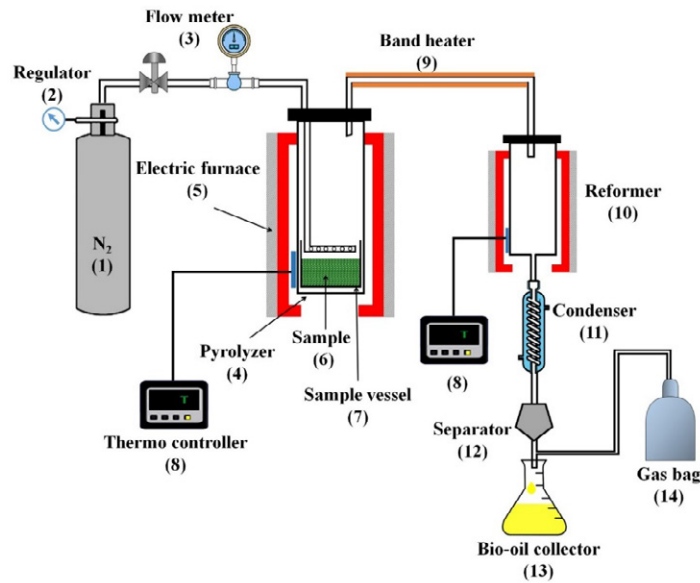 Flow meter
(3)
Band heater
(9)
Regulator
(2)
Electric furnace
(5)
Reformer
(10)
N₂
(1)
Condenser
(11)
Sample
(6)
Pyrolyzer
(4)
Sample vessel
(7)
T
Thermo controller
(8)
T
(8)
Separator
(12)
Gas bag
(14)
Bio-oil collector
(13)